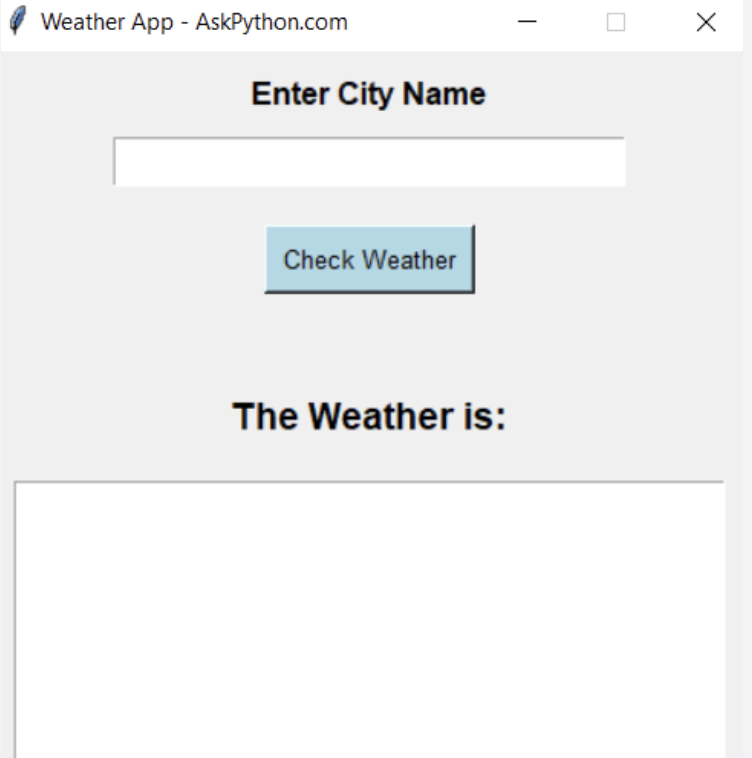 Weather App - AskPython.com
Enter City Name
Check Weather
The Weather is: